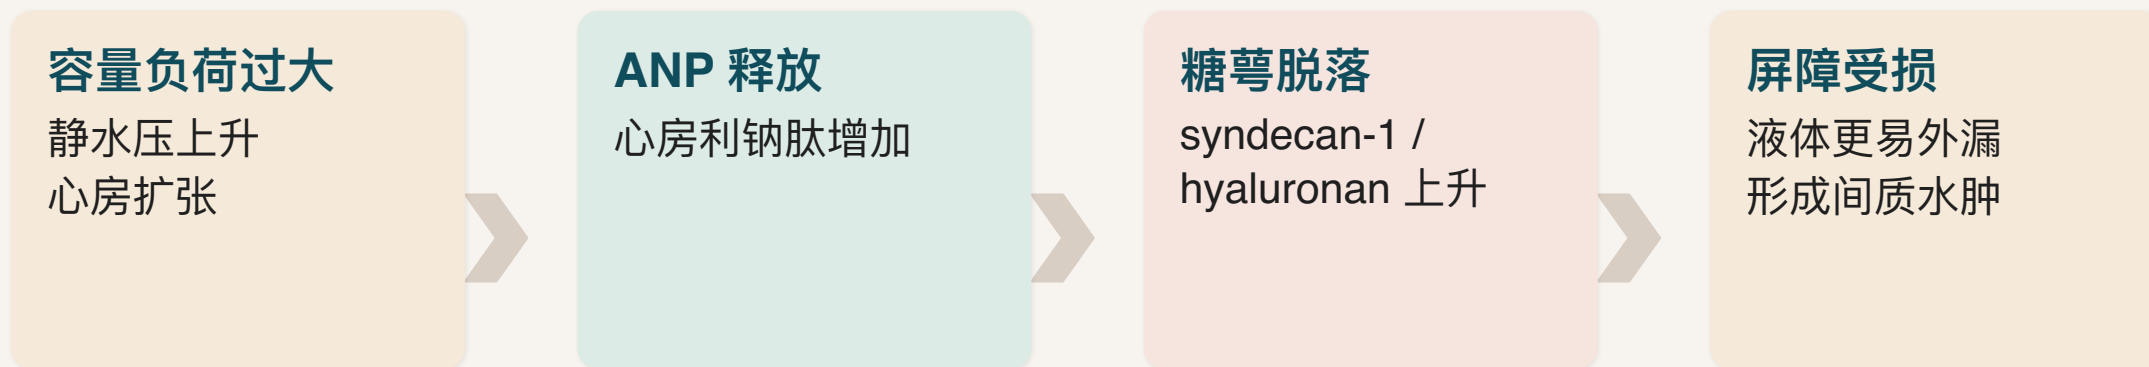 容量负荷过大
静水压上升
心房扩张
ANP 释放
心房利钠肽增加
糖萼脱落
syndecan-1 /
hyaluronan 上升
屏障受损
液体更易外漏
形成间质水肿